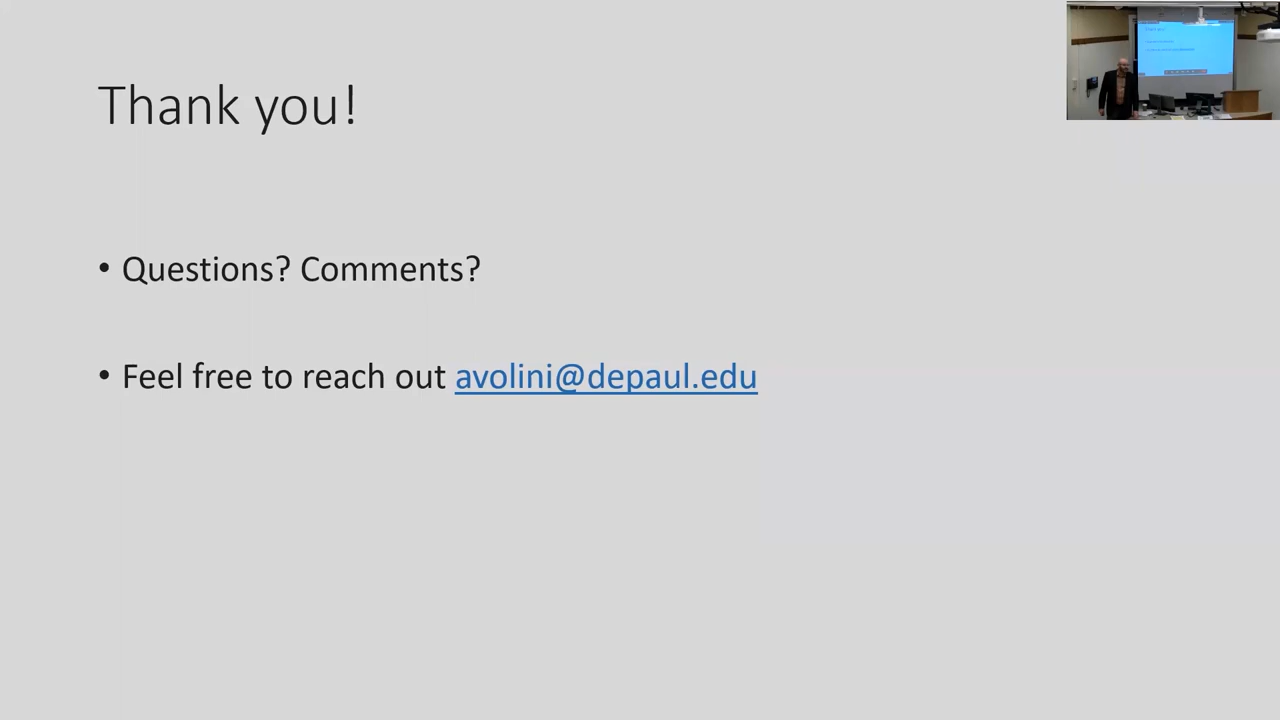 Thank you!
• Questions? Comments?
• Feel free to reach out avolini@depaul.edu